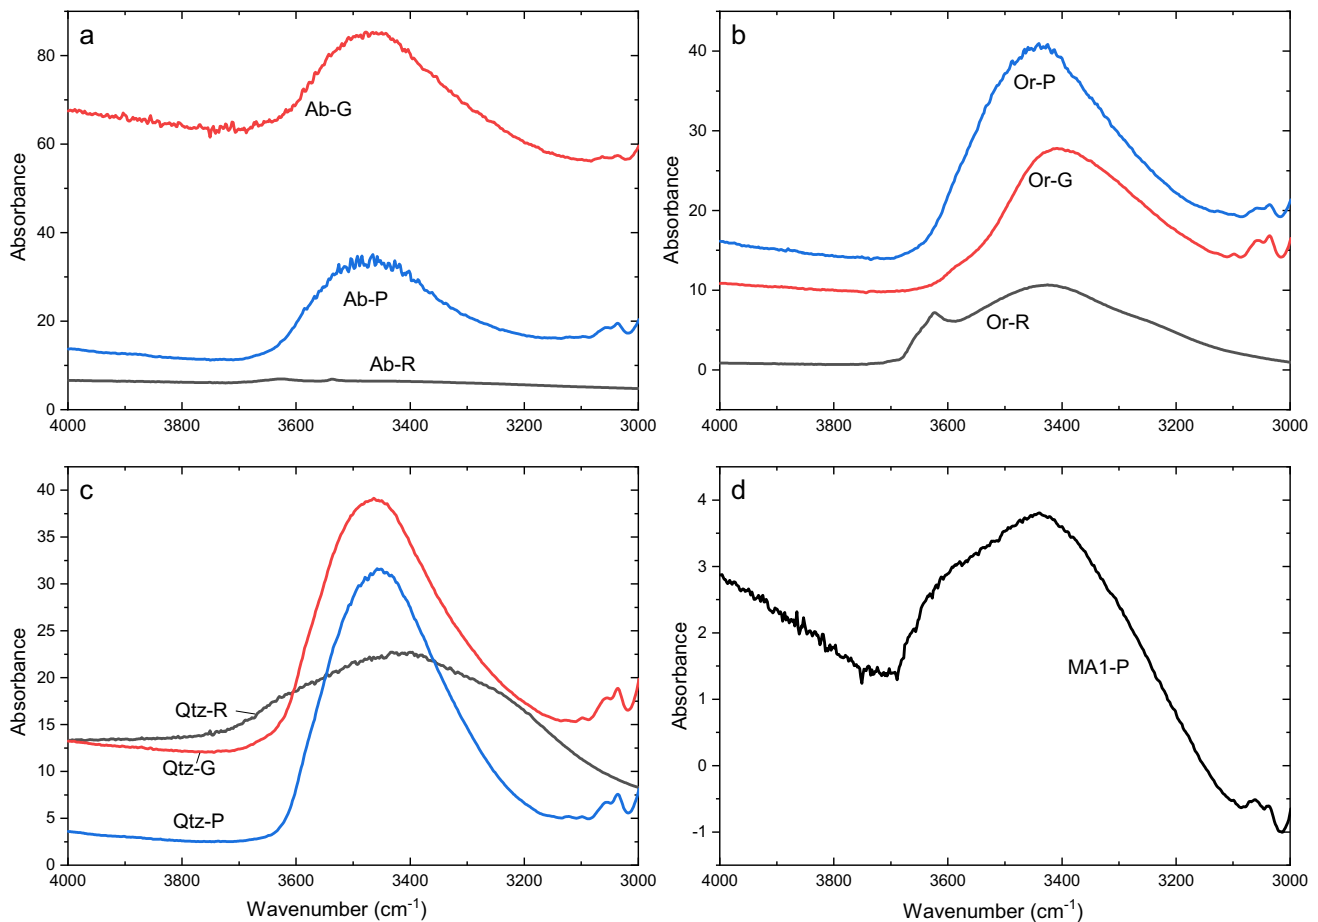 a
Absorbance
80
60
40
20
0
Ab-G
Ab-P
Ab-R
4000 3800 3600 3400 3200 3000
b
Absorbance
40
30
20
10
0
Or-P
Or-G
Or-R
4000 3800 3600 3400 3200 3000
c
Absorbance
40
35
30
25
20
15
10
5
0
Qtz-R
Qtz-G
Qtz-P
4000 3800 3600 3400 3200 3000
Wavenumber (cm⁻¹)
d
Absorbance
4
3
2
1
0
-1
MA1-P
4000 3800 3600 3400 3200 3000
Wavenumber (cm⁻¹)